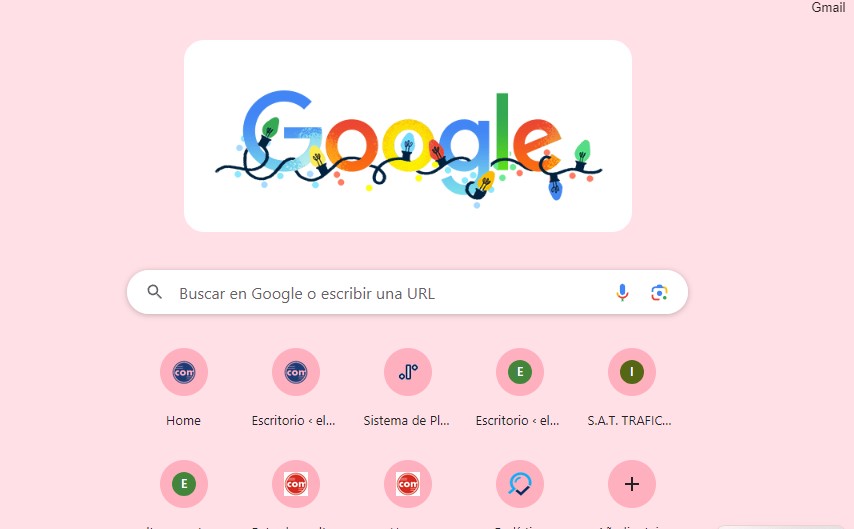 Gmail
Google
Buscar en Google o escribir una URL
com
com
E
I
Home
Escritorio ‹ el...
Sistema de Pl...
Escritorio ‹ el...
S.A.T. TRAFIC...
E
com
com